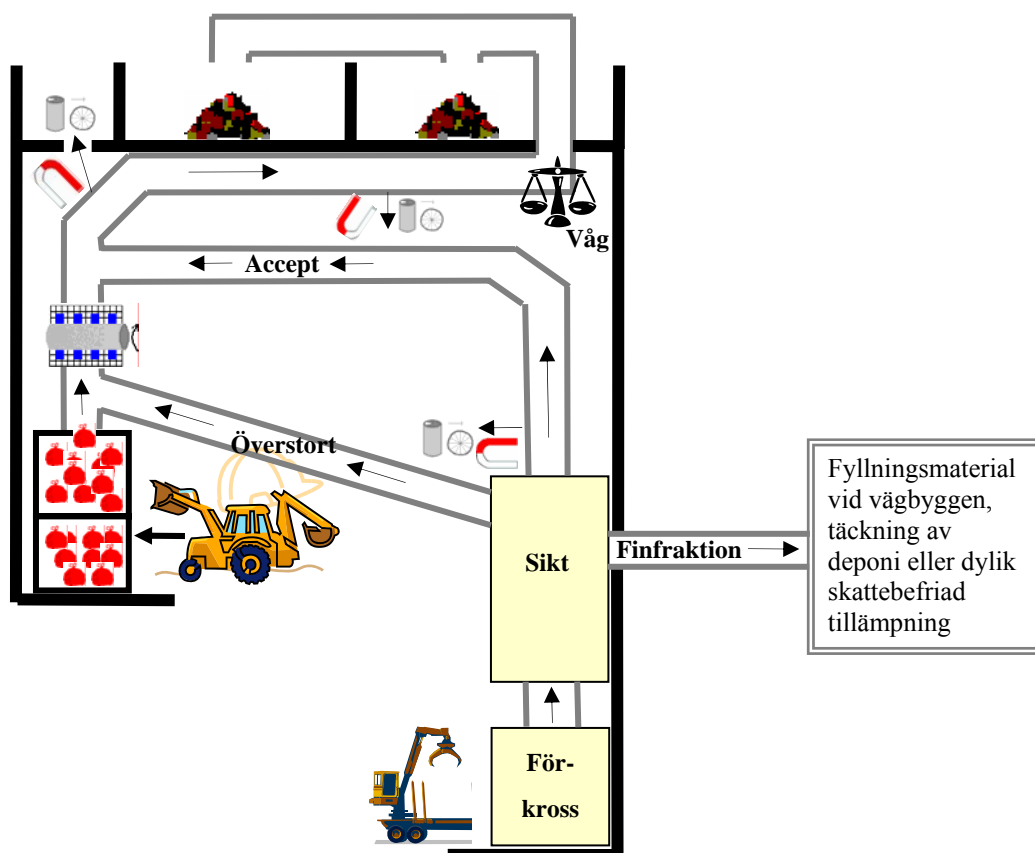 Våg
Accept
Överstort
Sikt
Finfraktion
Fyllningsmaterial
vid vägbyggen,
täckning av
deponi eller dylik
skattebefriad
tillämpning
För-
kross